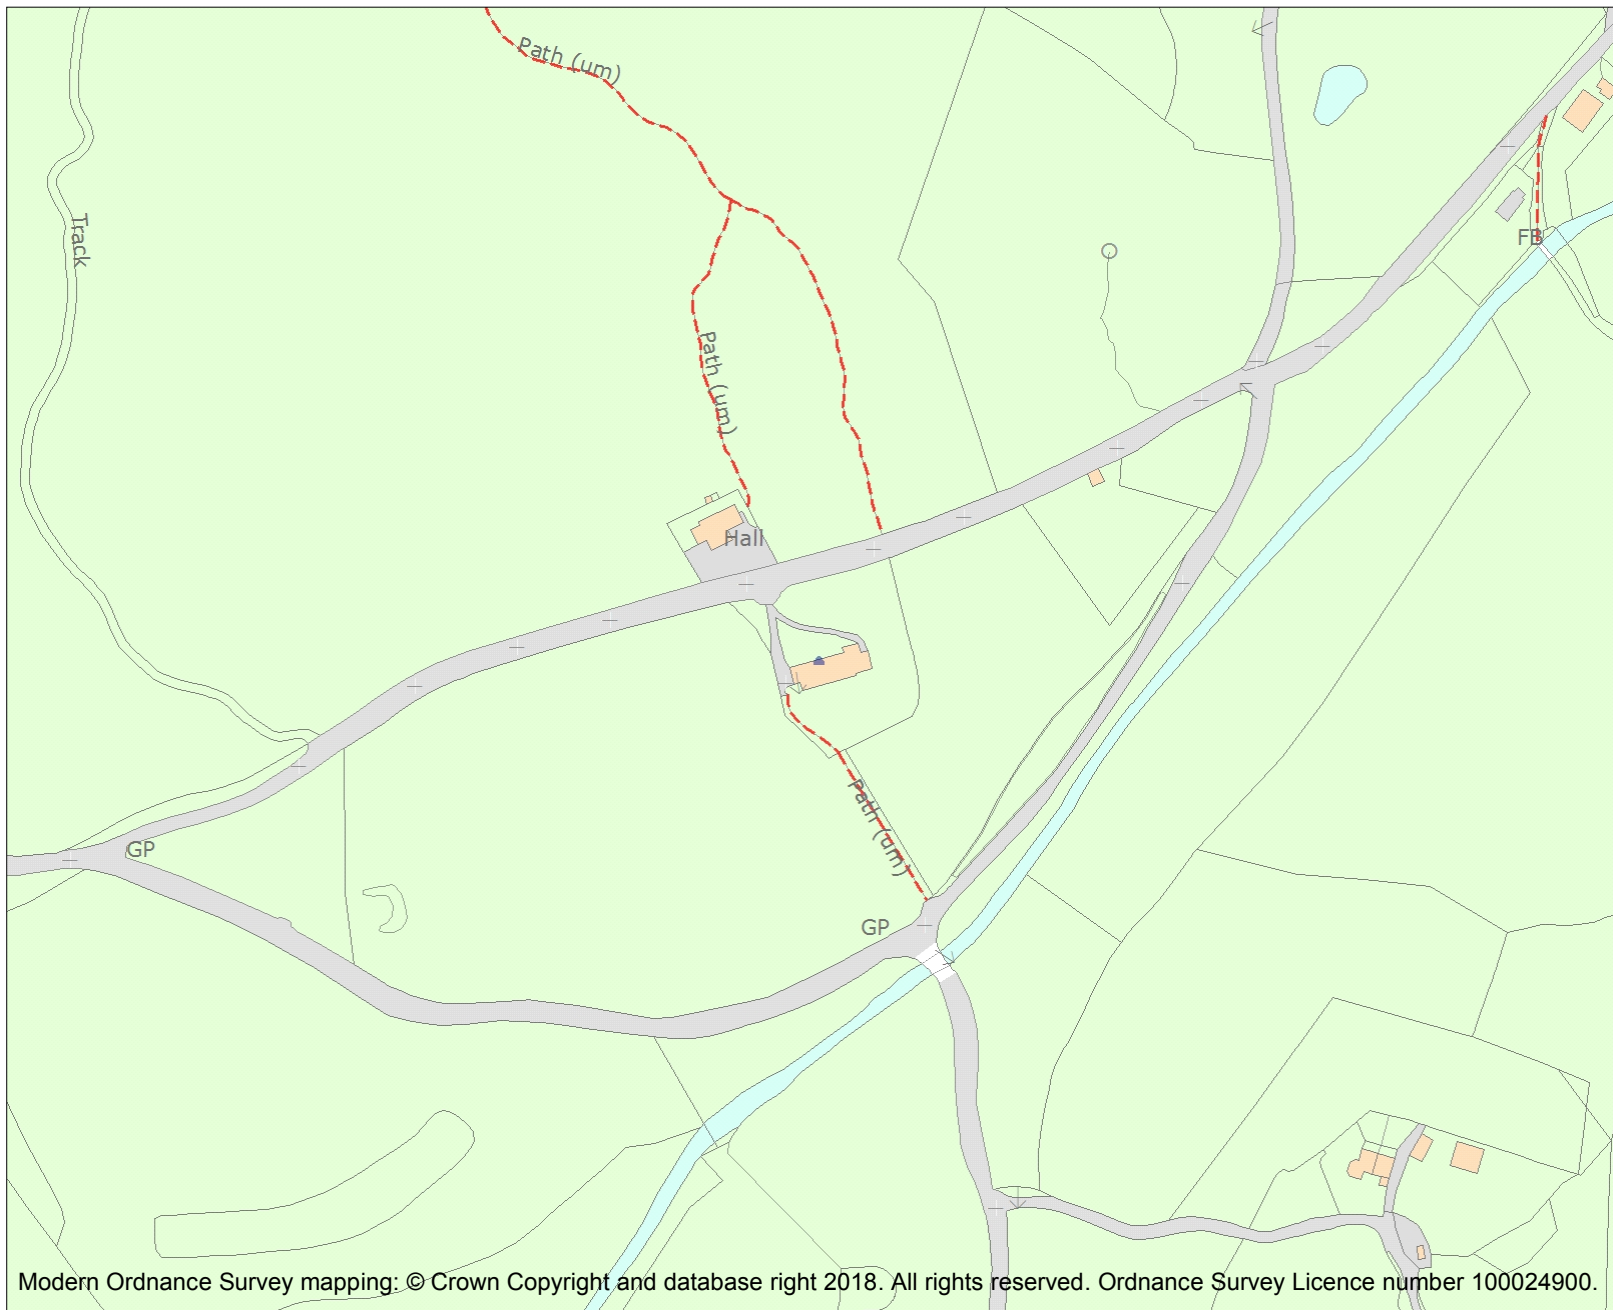 Path (um)
Track
FB
Path (um)
Hall
Path (um)
GP
GP
Modern Ordnance Survey mapping: © Crown Copyright and database right 2018. All rights reserved. Ordnance Survey Licence number 100024900.